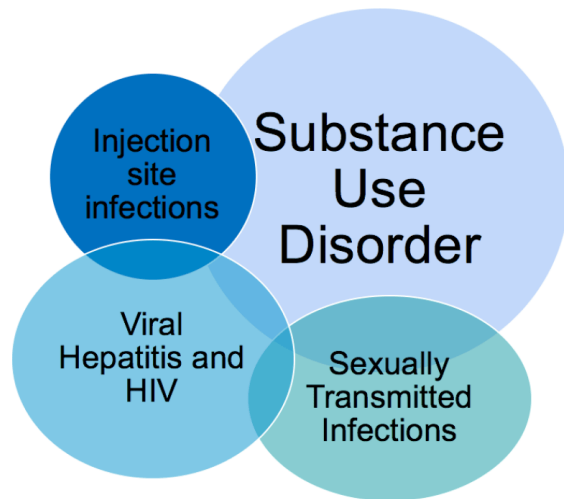 Injection
site
infections
Substance
Use
Disorder
Viral
Hepatitis and
HIV
Sexually
Transmitted
Infections